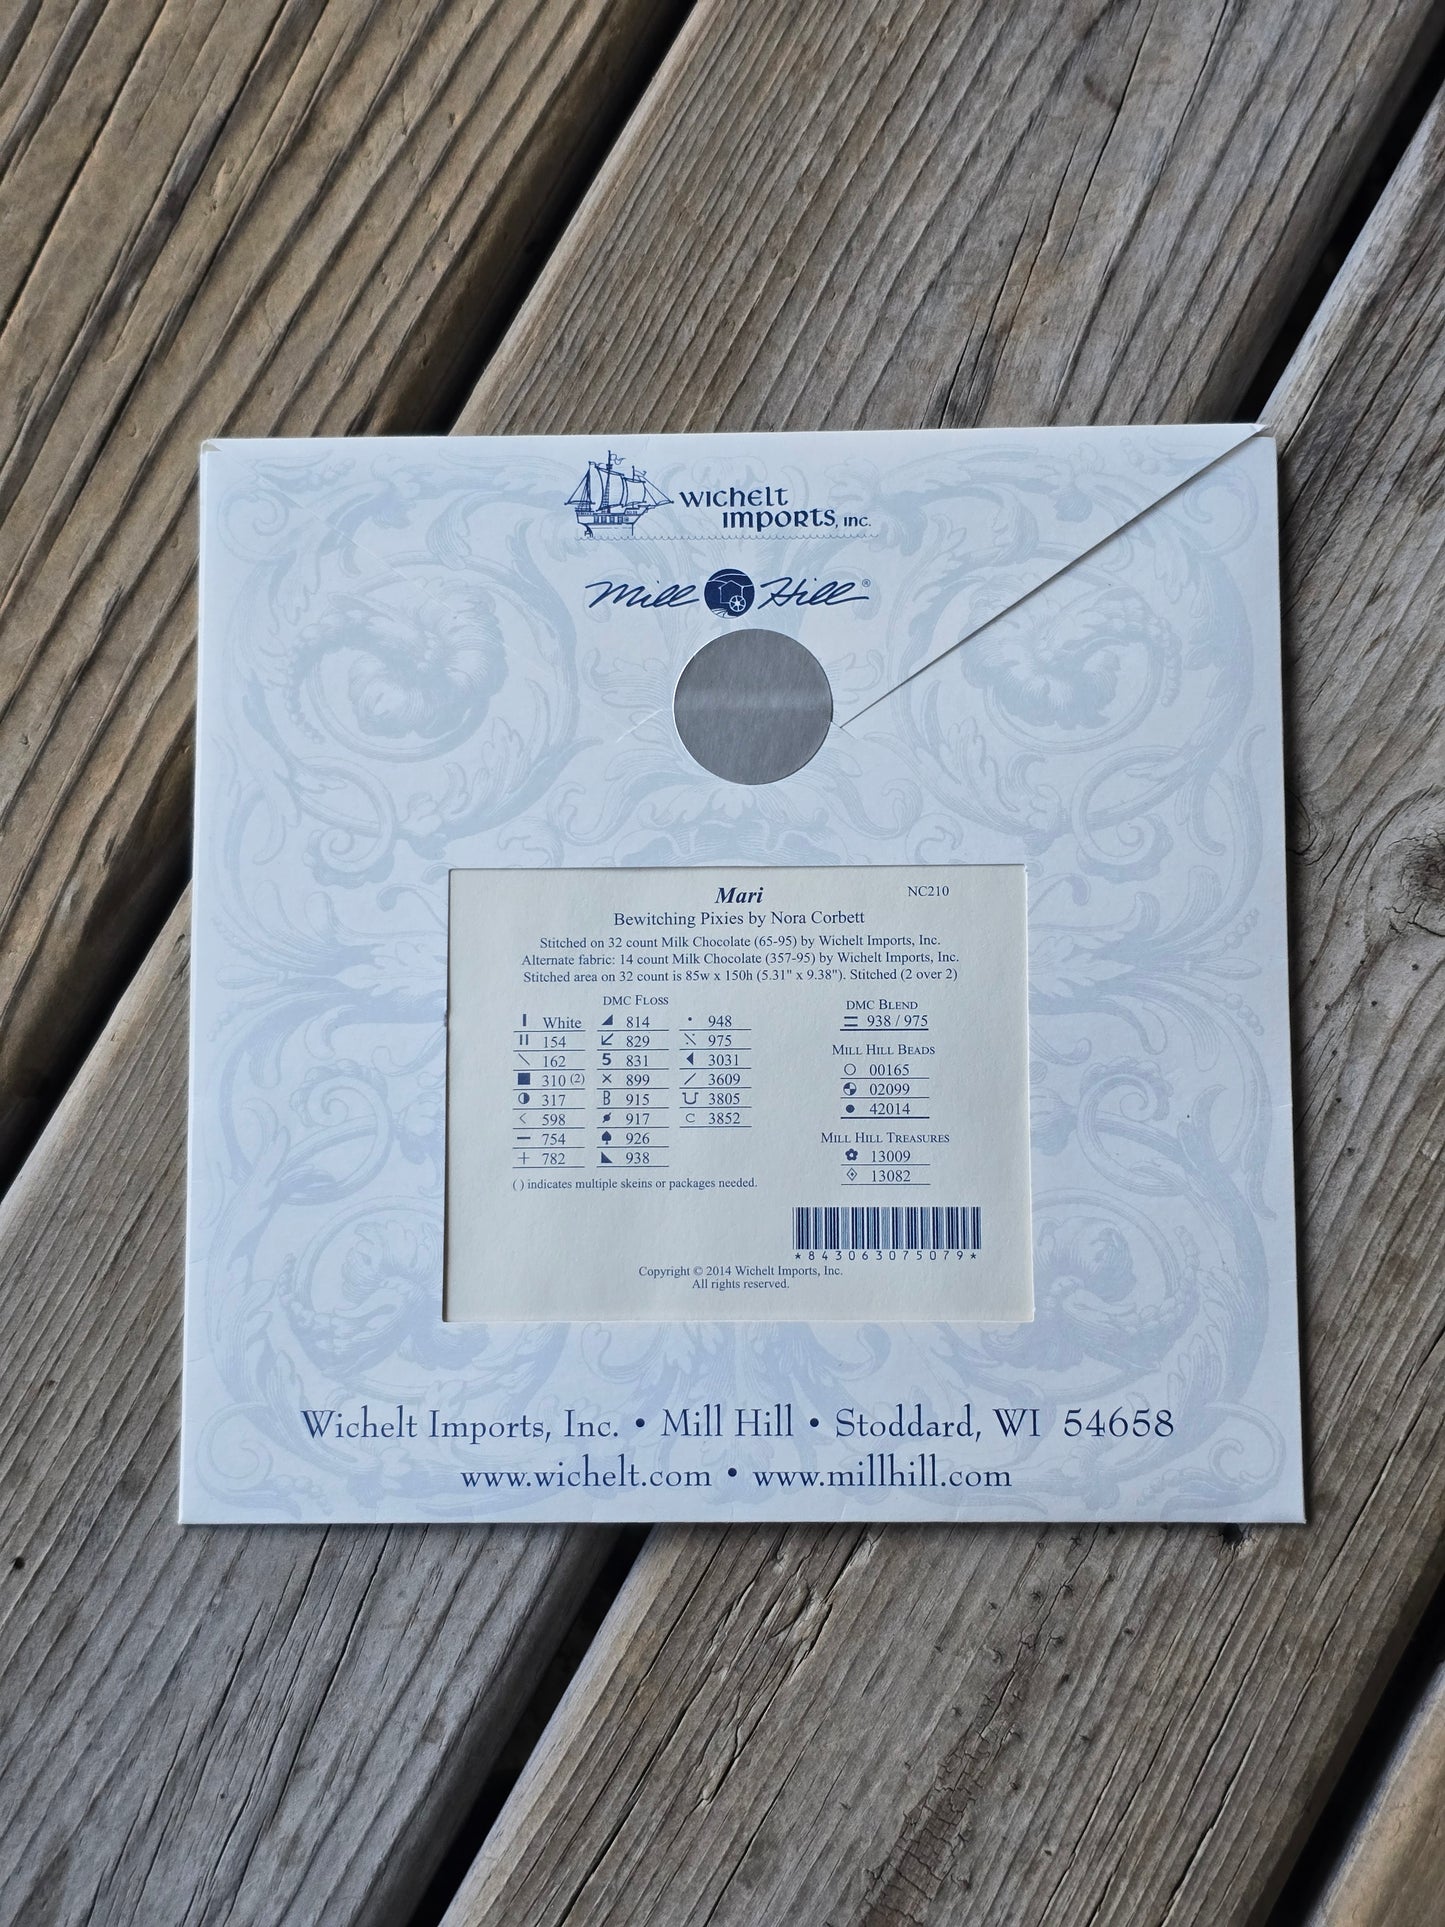 Wichelt
Imports, Inc.
Mill Hill®
Mari NC210
Bewitching Pixies by Nora Corbett
Stitched on 32 count Milk Chocolate (65-95) by Wichelt Imports, Inc.
Alternate fabric: 14 count Milk Chocolate (357-95) by Wichelt Imports, Inc.
Stitched area on 32 count is 85w x 150h (5.31" x 9.38"). Stitched (2 over 2)
DMC Floss
White
154
162
310 (2)
317
598
754
782
814
829
831
899
915
917
926
938
948
975
3031
3609
3805
3852
( ) indicates multiple skeins or packages needed.
DMC Blend
938 / 975
Mill Hill Beads
00165
02099
42014
Mill Hill Treasures
13009
13082
*843063075079*
Copyright © 2014 Wichelt Imports, Inc.
All rights reserved.
Wichelt Imports, Inc. • Mill Hill • Stoddard, WI 54658
www.wichelt.com • www.millhill.com